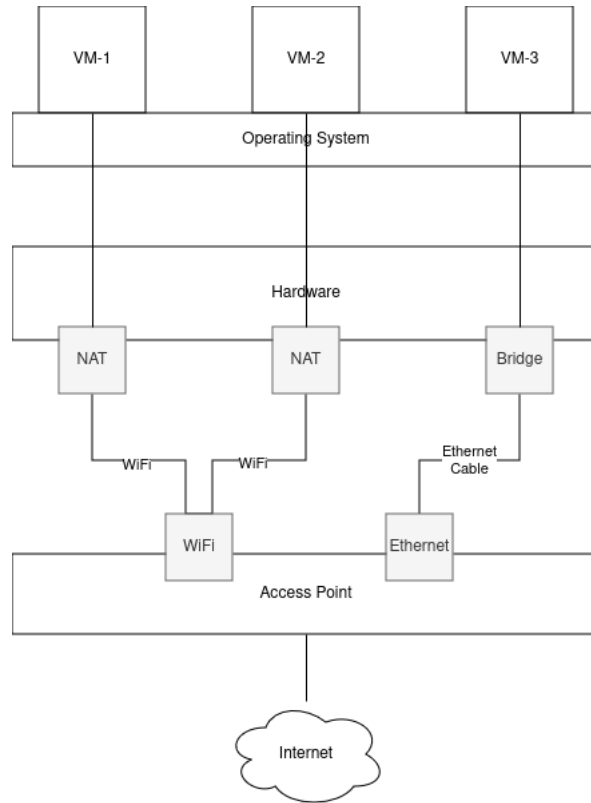 VM-1
VM-2
VM-3
Operating System
Hardware
NAT
NAT
Bridge
WiFi
WiFi
Ethernet
Cable
WiFi
Ethernet
Access Point
Internet